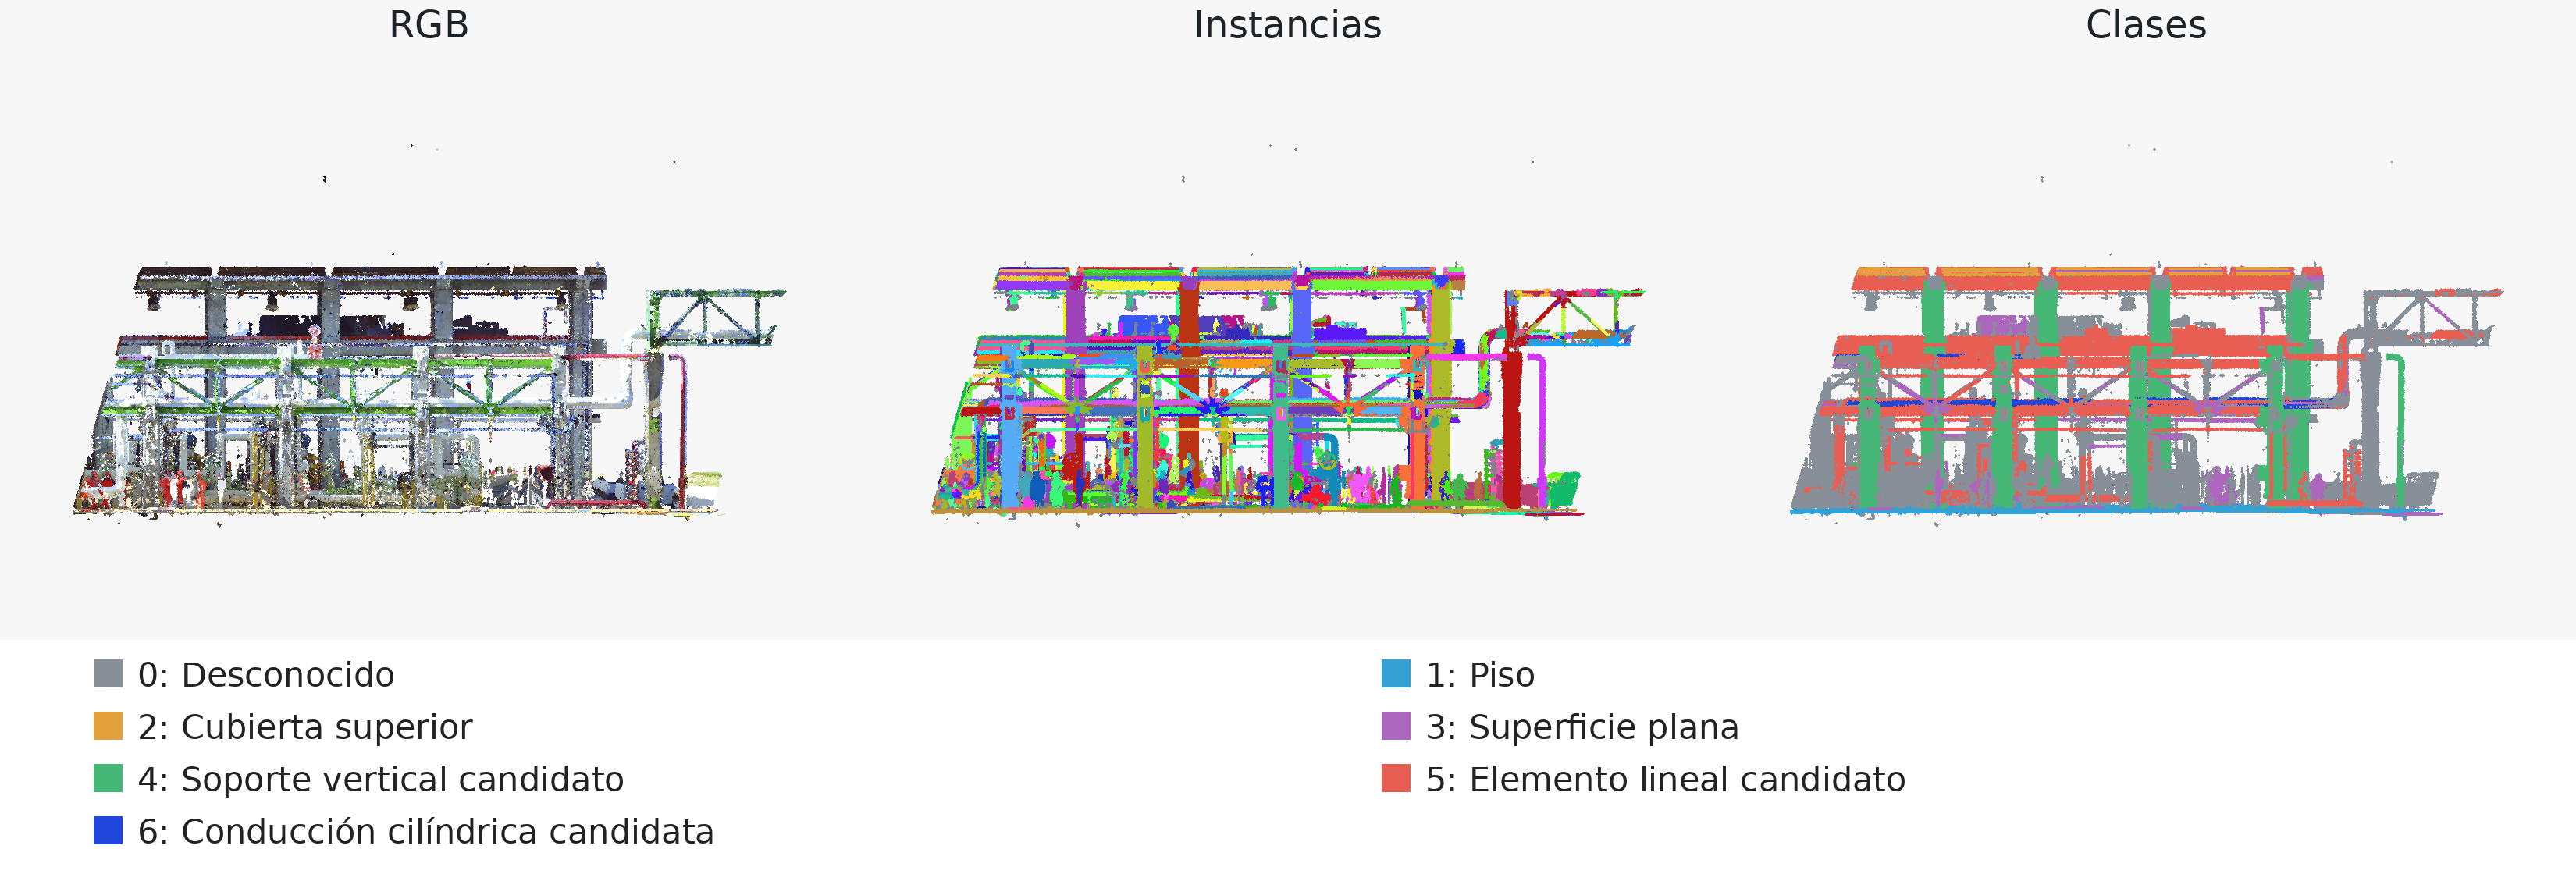 RGB
Instancias
Clases
0: Desconocido
1: Piso
2: Cubierta superior
3: Superficie plana
4: Soporte vertical candidato
5: Elemento lineal candidato
6: Conducción cilíndrica candidata